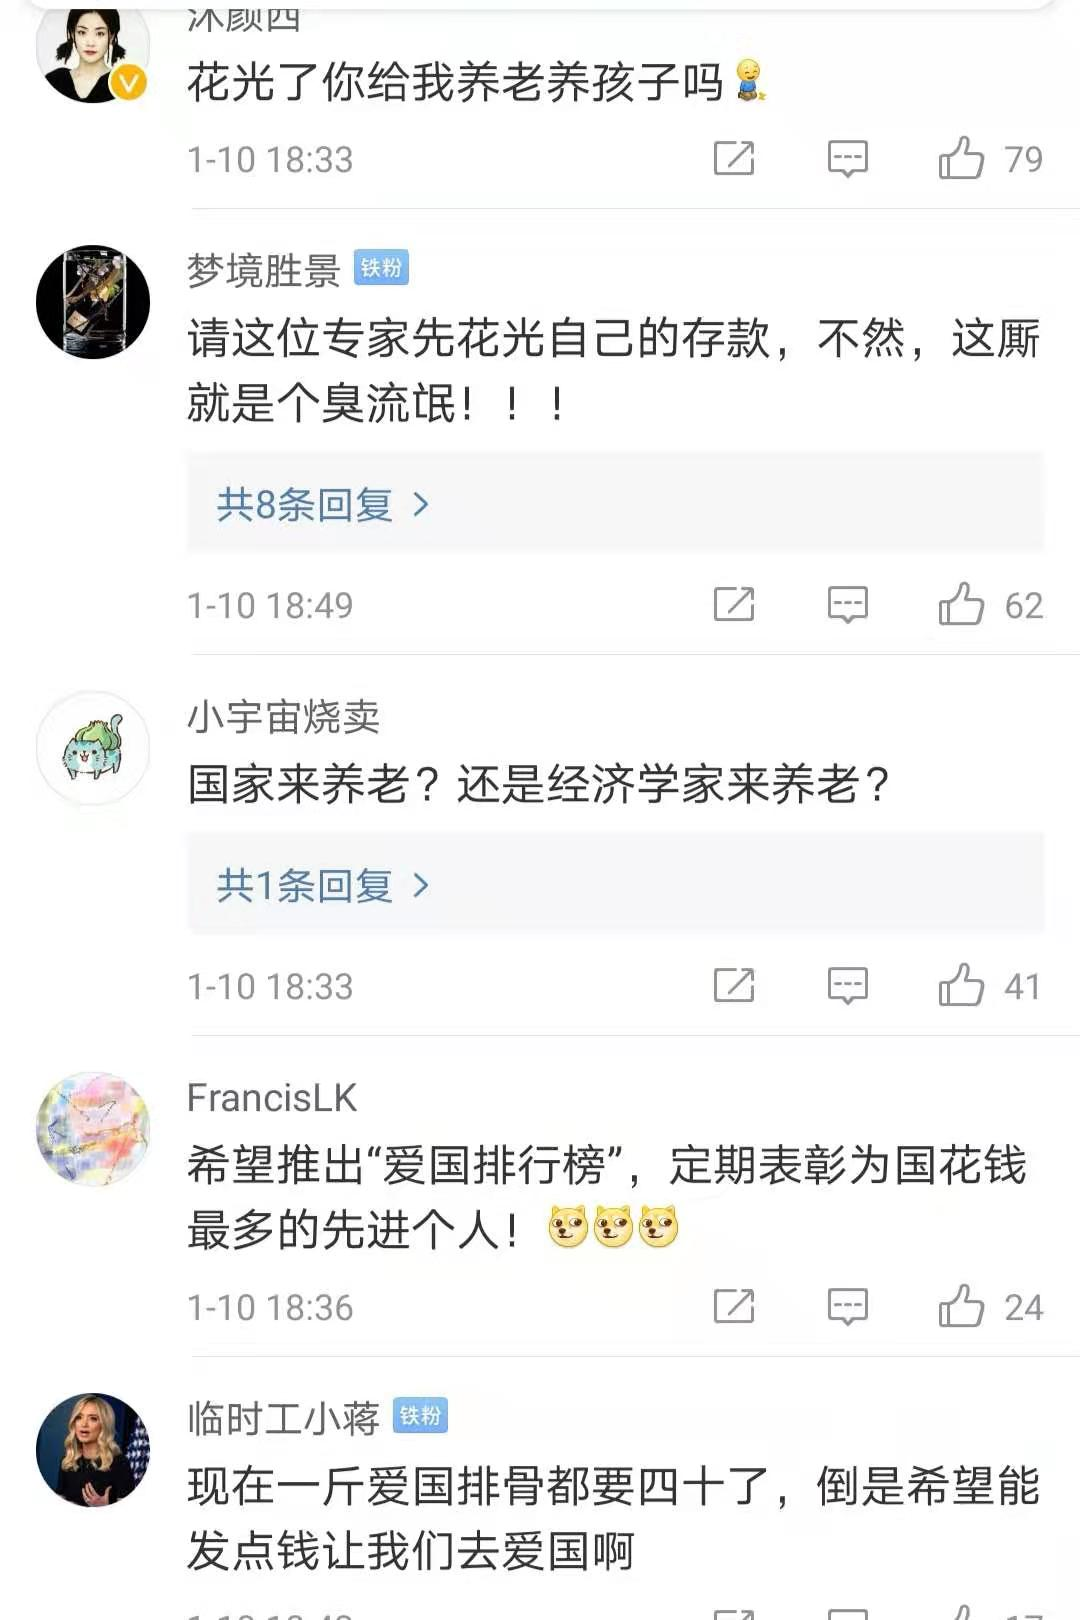 沐颜西
花光了你给我养老养孩子吗
1-10 18:33
79
梦境胜景 铁粉
请这位专家先花光自己的存款，不然，这厮
就是个臭流氓！！！
共8条回复 >
1-10 18:49
62
小宇宙烧卖
国家来养老？还是经济学家来养老？
共1条回复 >
1-10 18:33
41
FrancisLK
希望推出“爱国排行榜”，定期表彰为国花钱
最多的先进个人！
1-10 18:36
24
临时工小蒋 铁粉
现在一斤爱国排骨都要四十了，倒是希望能
发点钱让我们去爱国啊